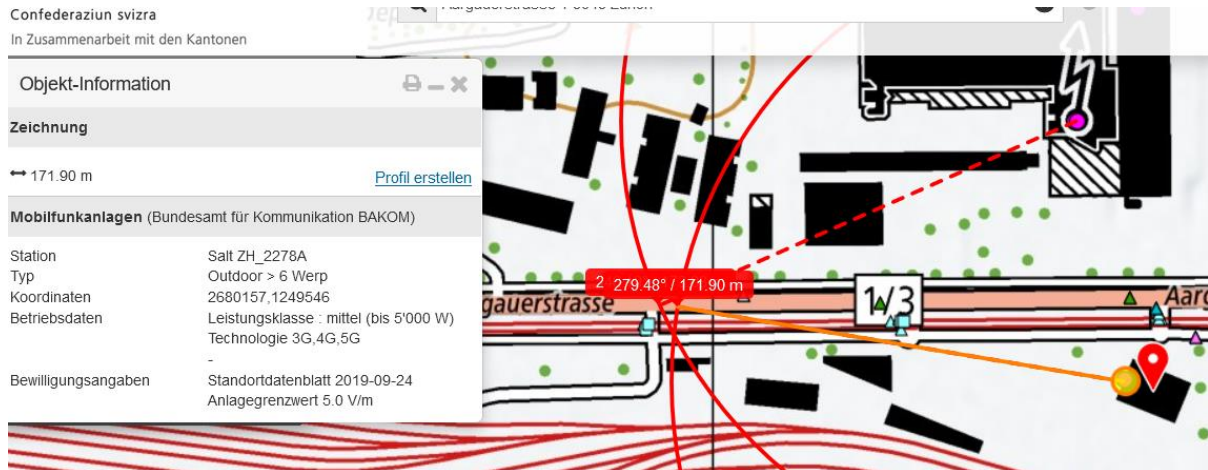 Confederaziun svizra
In Zusammenarbeit mit den Kantonen
Objekt-Information
Zeichnung
↔ 171.90 m
Profil erstellen
Mobilfunkanlagen (Bundesamt für Kommunikation BAKOM)
Station Salt ZH_2278A
Typ Outdoor > 6 Werp
Koordinaten 2680157,1249546
Betriebsdaten Leistungsklasse : mittel (bis 5'000 W)
Technologie 3G,4G,5G
-
Bewilligungsangaben Standortdatenblatt 2019-09-24
Anlagegrenzwert 5.0 V/m
2 279.48° / 171.90 m
gauerstrasse
1/3
Aarg